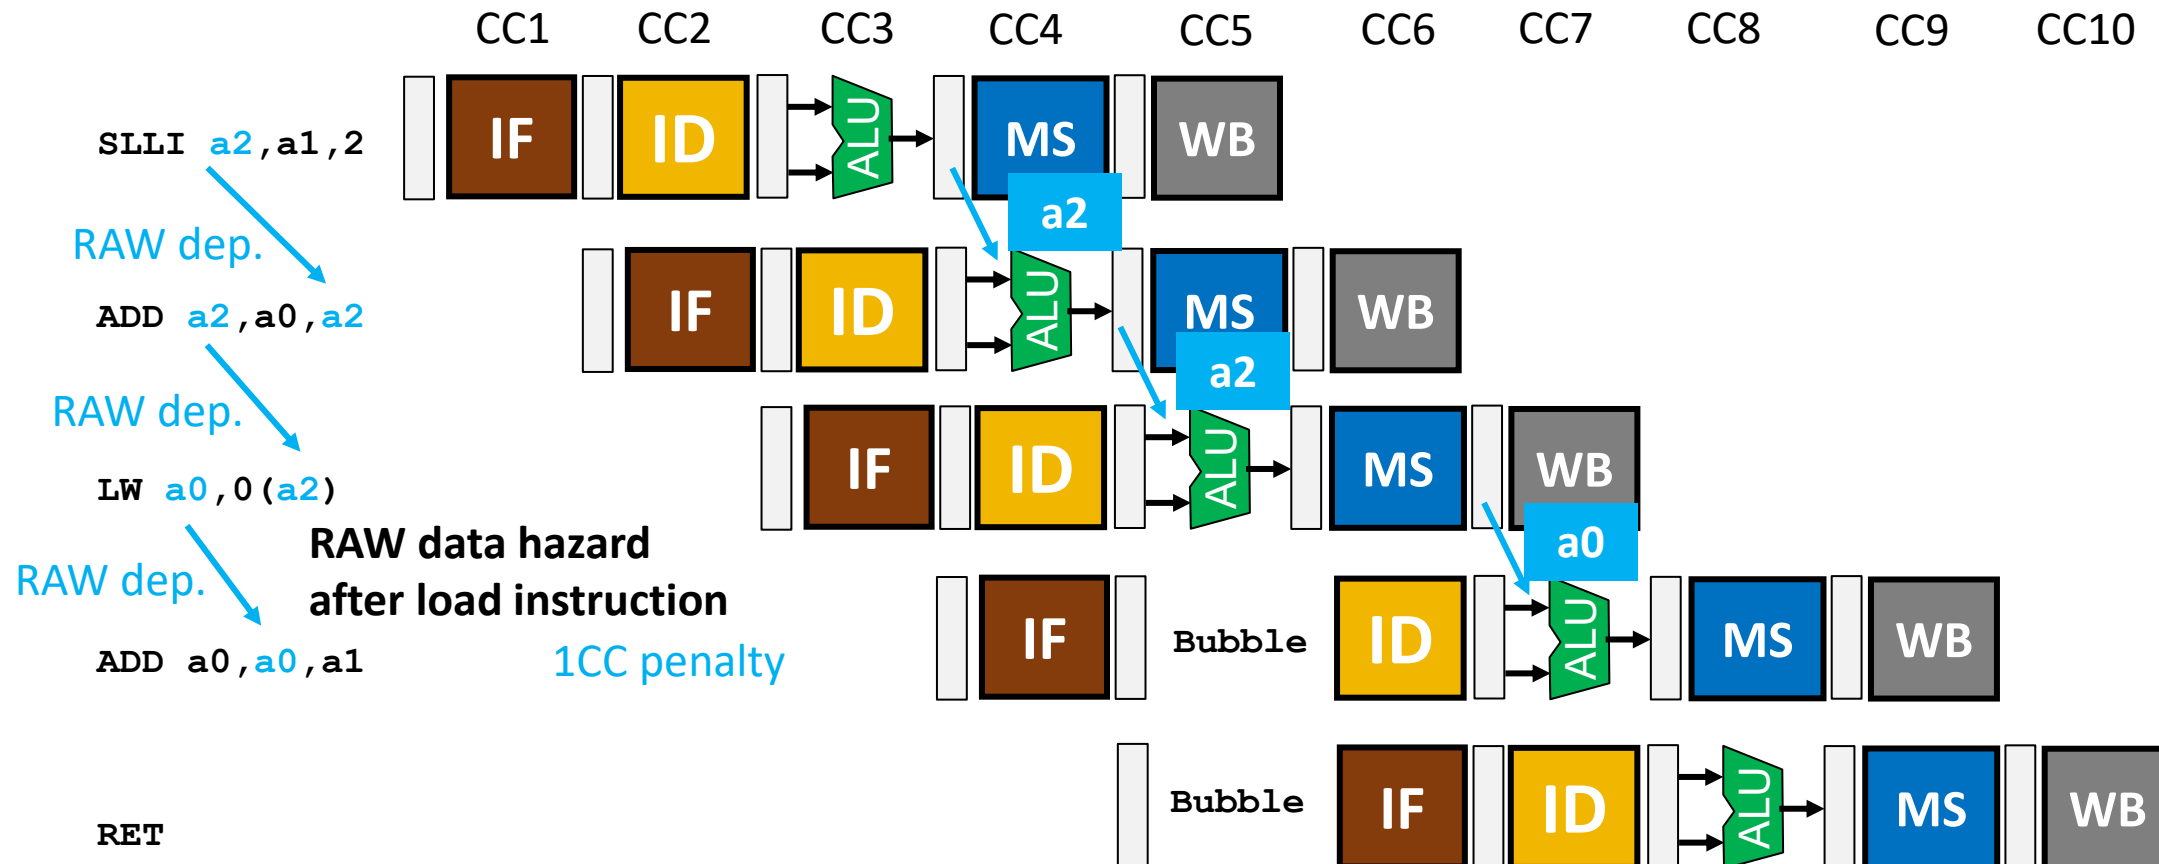 CC1 CC2 CC3 CC4 CC5 CC6 CC7 CC8 CC9 CC10
SLLI a2,a1,2
IF ID ALU MS WB
a2
RAW dep.
ADD a2,a0,a2
IF ID ALU MS WB
a2
RAW dep.
LW a0,0(a2)
IF ID ALU MS WB
a0
RAW data hazard
after load instruction
RAW dep.
1CC penalty
ADD a0,a0,a1
IF Bubble ID ALU MS WB
RET
Bubble IF ID ALU MS WB